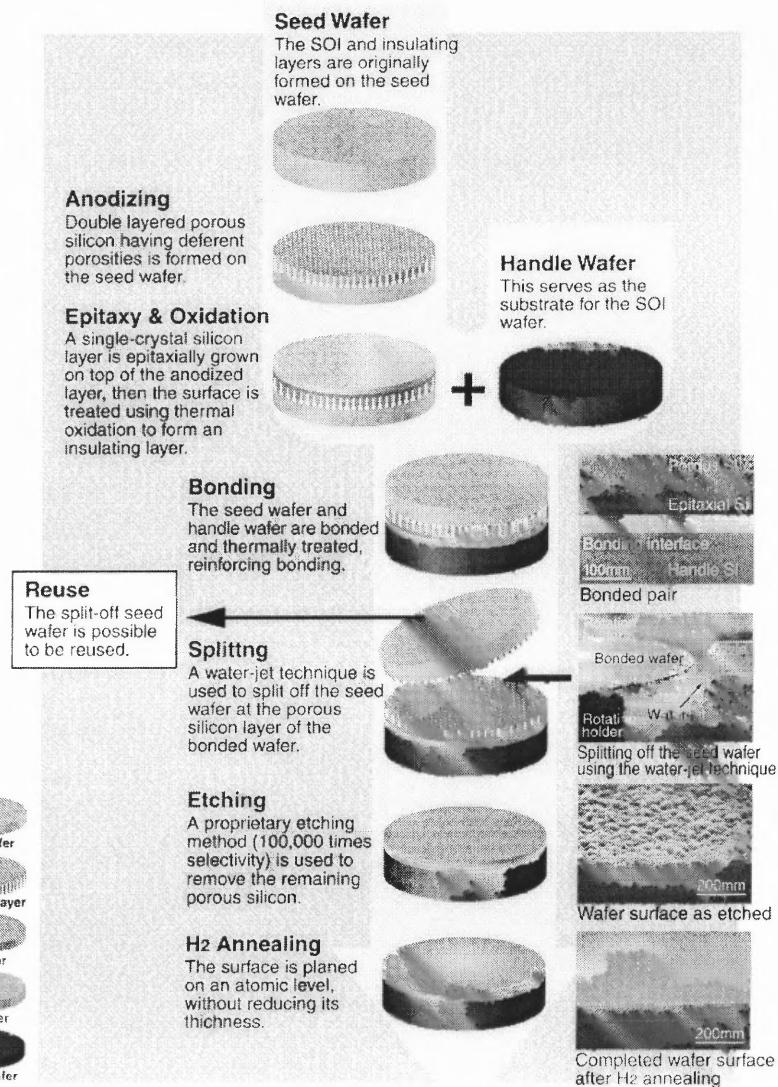 Seed Wafer
The SOI and insulating
layers are originally
formed on the seed
wafer.
Anodizing
Double layered porous
silicon having deferent
porosities is formed on
the seed wafer.
Handle Wafer
This serves as the
substrate for the SOI
wafer.
Epitaxy & Oxidation
A single-crystal silicon
layer is epitaxially grown
on top of the anodized
layer, then the surface is
treated using thermal
oxidation to form an
insulating layer.
+
Bonding
The seed wafer and
handle wafer are bonded
and thermally treated,
reinforcing bonding.
Porous Si
Epitaxial Si
Bonding interface
100mm Handle Si
Bonded pair
Reuse
The split-off seed
wafer is possible
to be reused.
Splittng
A water-jet technique is
used to split off the seed
wafer at the porous
silicon layer of the
bonded wafer.
Bonded wafer
holder
Splitting off the seed wafer
using the water-jet technique
Etching
A proprietary etching
method (100,000 times
selectivity) is used to
remove the remaining
porous silicon.
200mm
Wafer surface as etched
H2 Annealing
The surface is planed
on an atomic level,
without reducing its
thichness.
200mm
Completed wafer surface
after H2 annealing
fer
ayer
er
er
fer